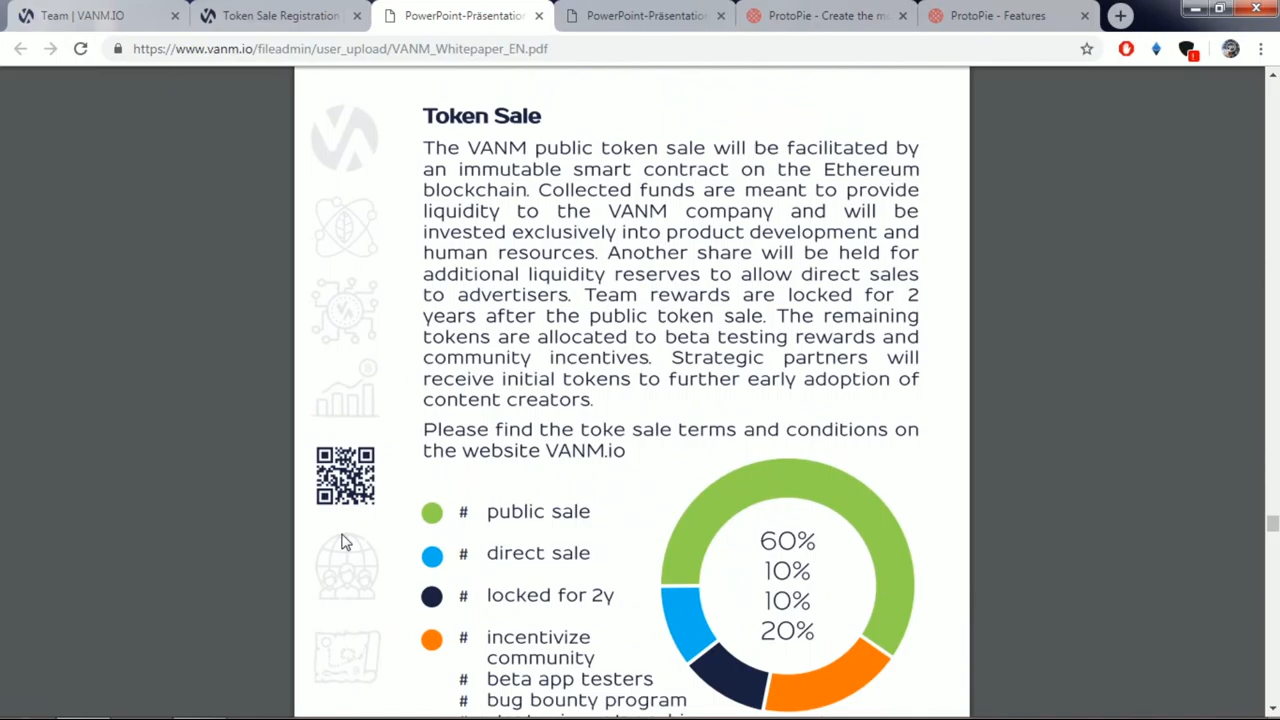 Team | VANM.IO
Token Sale Registration
PowerPoint-Präsentation
PowerPoint-Präsentation
ProtoPie - Create the mo
ProtoPie - Features
https://www.vanm.io/fileadmin/user_upload/VANM_Whitepaper_EN.pdf
Token Sale
The VANM public token sale will be facilitated by
an immutable smart contract on the Ethereum
blockchain. Collected funds are meant to provide
liquidity to the VANM company and will be
invested exclusively into product development and
human resources. Another share will be held for
additional liquidity reserves to allow direct sales
to advertisers. Team rewards are locked for 2
years after the public token sale. The remaining
tokens are allocated to beta testing rewards and
community incentives. Strategic partners will
receive initial tokens to further early adoption of
content creators.
Please find the toke sale terms and conditions on
the website VANM.io
# public sale
# direct sale
# locked for 2y
# incentivize
community
# beta app testers
# bug bounty program
60%
10%
10%
20%